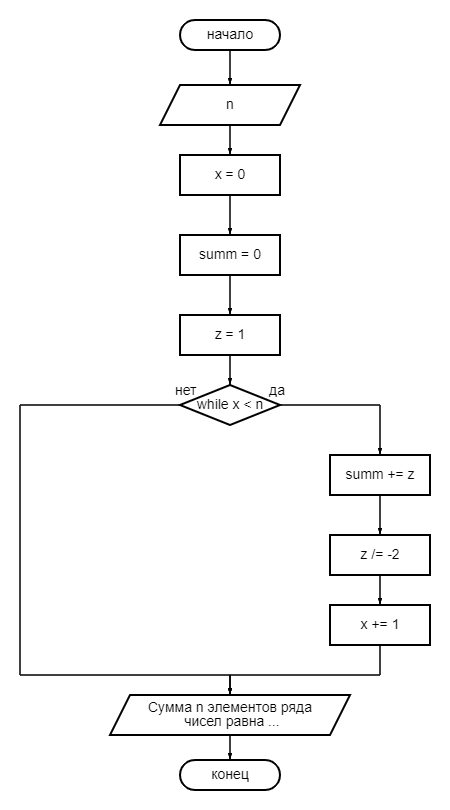 начало
n
x = 0
summ = 0
z = 1
нет
да
while x < n
summ += z
z /= -2
x += 1
Сумма n элементов ряда
чисел равна ...
конец